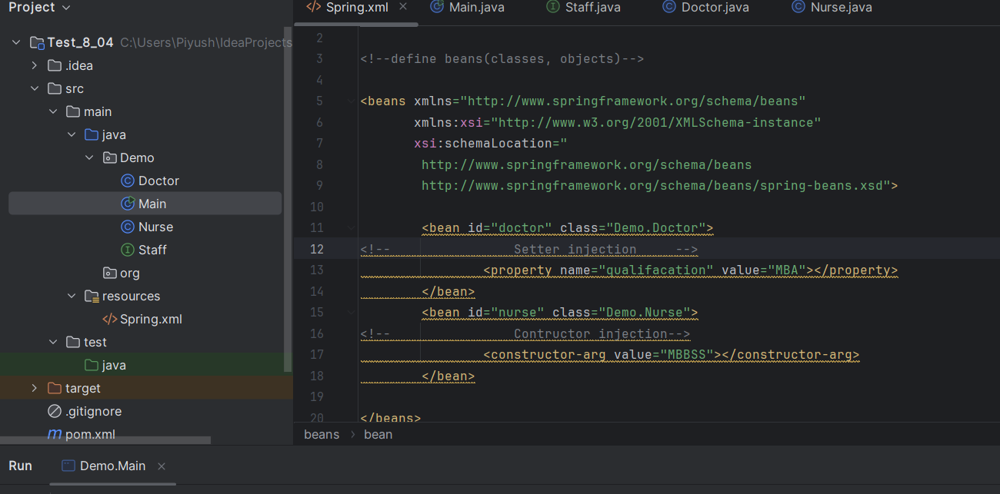 Project
Spring.xml
Main.java
Staff.java
Doctor.java
Nurse.java
Test_8_04 C:\Users\Piyush\IdeaProjects
.idea
src
main
java
Demo
Doctor
Main
Nurse
Staff
org
resources
Spring.xml
test
java
target
.gitignore
pom.xml
2
3 <!--define beans(classes, objects)-->
4
5 <beans xmlns="http://www.springframework.org/schema/beans"
6 xmlns:xsi="http://www.w3.org/2001/XMLSchema-instance"
7 xsi:schemaLocation="
8 http://www.springframework.org/schema/beans
9 http://www.springframework.org/schema/beans/spring-beans.xsd">
10
11 <bean id="doctor" class="Demo.Doctor">
12 <!-- Setter injection -->
13 <property name="qualifacation" value="MBA"></property>
14 </bean>
15 <bean id="nurse" class="Demo.Nurse">
16 <!-- Contructor injection-->
17 <constructor-arg value="MBBSS"></constructor-arg>
18 </bean>
19
20 </beans>
beans > bean
Run Demo.Main